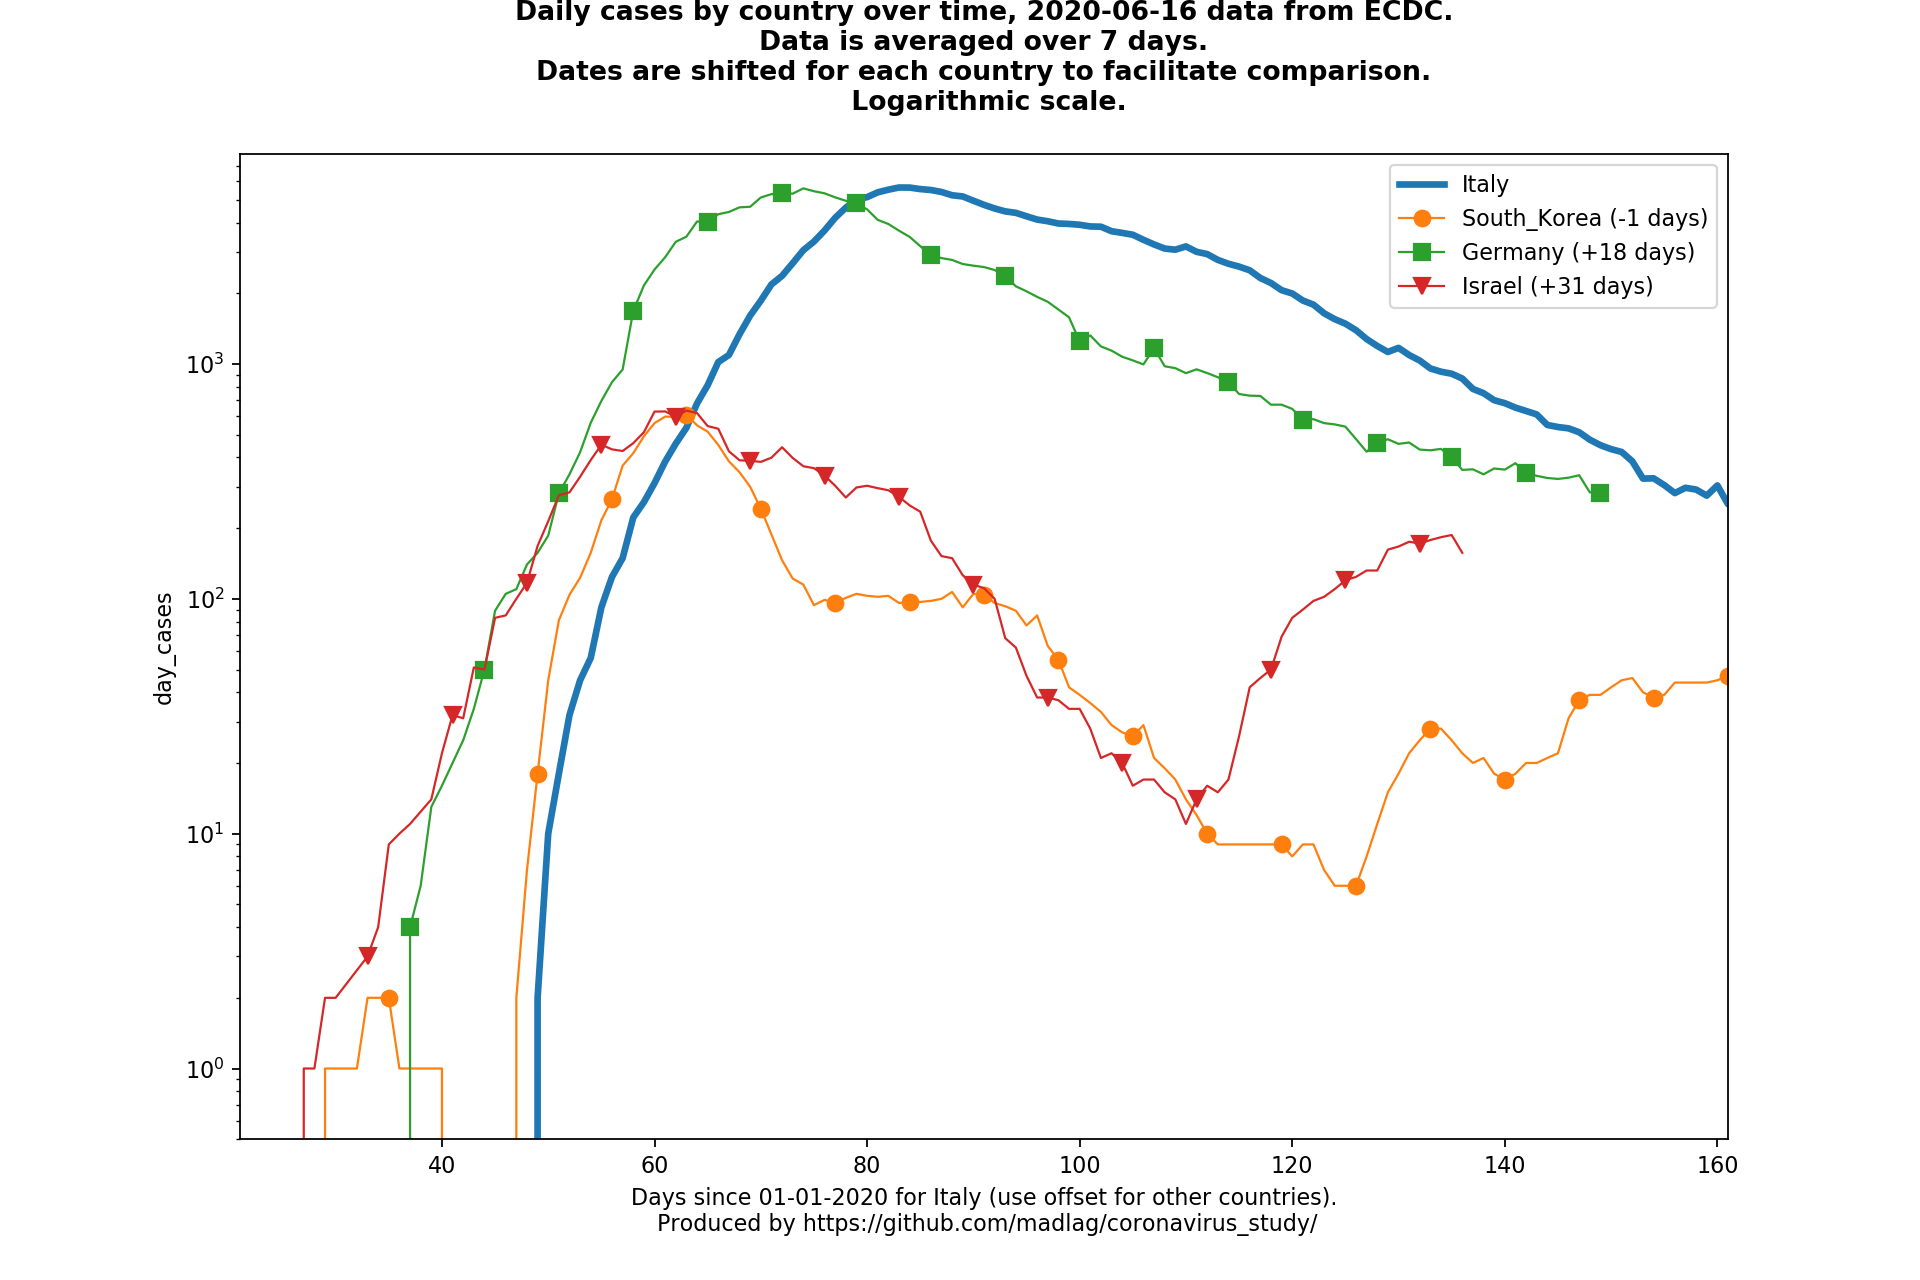 Daily cases by country over time, 2020-06-16 data from ECDC.
Data is averaged over 7 days.
Dates are shifted for each country to facilitate comparison.
Logarithmic scale.
Italy
South_Korea (-1 days)
Germany (+18 days)
Israel (+31 days)
10³
10²
10¹
10⁰
day_cases
40 60 80 100 120 140 160
Days since 01-01-2020 for Italy (use offset for other countries).
Produced by https://github.com/madlag/coronavirus_study/